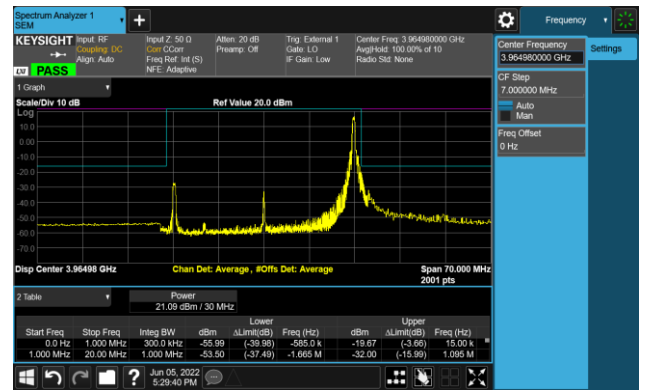 Spectrum Analyzer 1
SEM
Frequency
KEYSIGHT Input: RF
Coupling: DC
Align: Auto
Input Z: 50 Ω
Corr CCorr
Freq Ref: Int (S)
NFE: Adaptive
Atten: 20 dB
Preamp: Off
Trig: External 1
Gate: LO
IF Gain: Low
Center Freq: 3.964980000 GHz
Avg|Hold: 100.00% of 10
Radio Std: None
LXI PASS
Center Frequency
3.964980000 GHz
Settings
CF Step
7.000000 MHz
Auto
Man
Freq Offset
0 Hz
1 Graph
Scale/Div 10 dB
Ref Value 20.0 dBm
Log
10.0
0.00
-10.0
-20.0
-30.0
-40.0
-50.0
-60.0
-70.0
Disp Center 3.96498 GHz
Chan Det: Average, #Offs Det: Average
Span 70.000 MHz
2001 pts
2 Table
Power
21.09 dBm / 30 MHz
Lower Upper
Start Freq Stop Freq Integ BW dBm ΔLimit(dB) Freq (Hz) dBm ΔLimit(dB) Freq (Hz)
0.0 Hz 1.000 MHz 300.0 kHz -55.99 (-39.98) -585.0 k -19.67 (-3.66) 15.00 k
1.000 MHz 20.00 MHz 1.000 MHz -53.50 (-37.49) -1.665 M -32.00 (-15.99) 1.095 M
Jun 05, 2022
5:29:40 PM